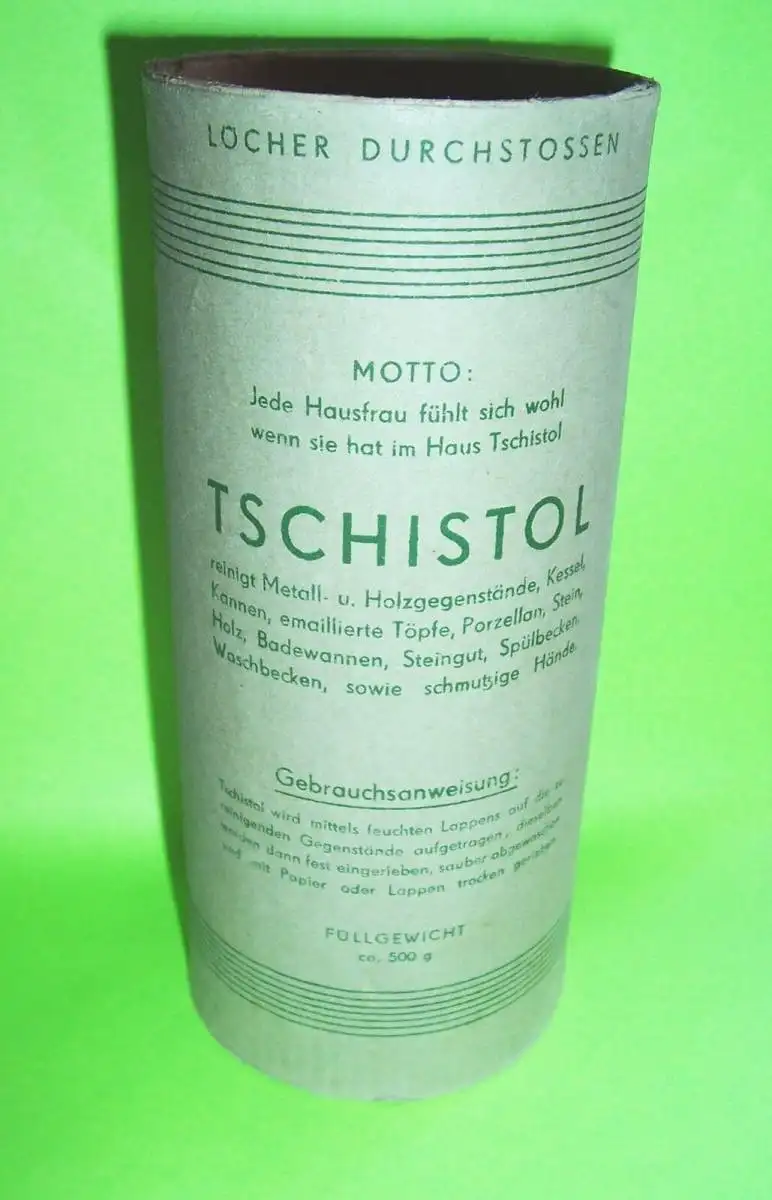 LÖCHER DURCHSTOSSEN
MOTTO:
Jede Hausfrau fühlt sich wohl
wenn sie hat im Haus Tschistol
TSCHISTOL
reinigt Metall- u. Holzgegenstände, Kessel,
Kannen, emaillierte Töpfe, Porzellan, Stein,
Holz, Badewannen, Steingut, Spülbecken,
Waschbecken, sowie schmutzige Hände.
Gebrauchsanweisung:
Tschistol wird mittels feuchten Lappens auf die zu
reinigenden Gegenstände aufgetragen, dieselben
werden dann fest eingerieben, sauber abgewaschen
und mit Papier oder Lappen trocken gerieben
FÜLLGEWICHT
ca. 500 g